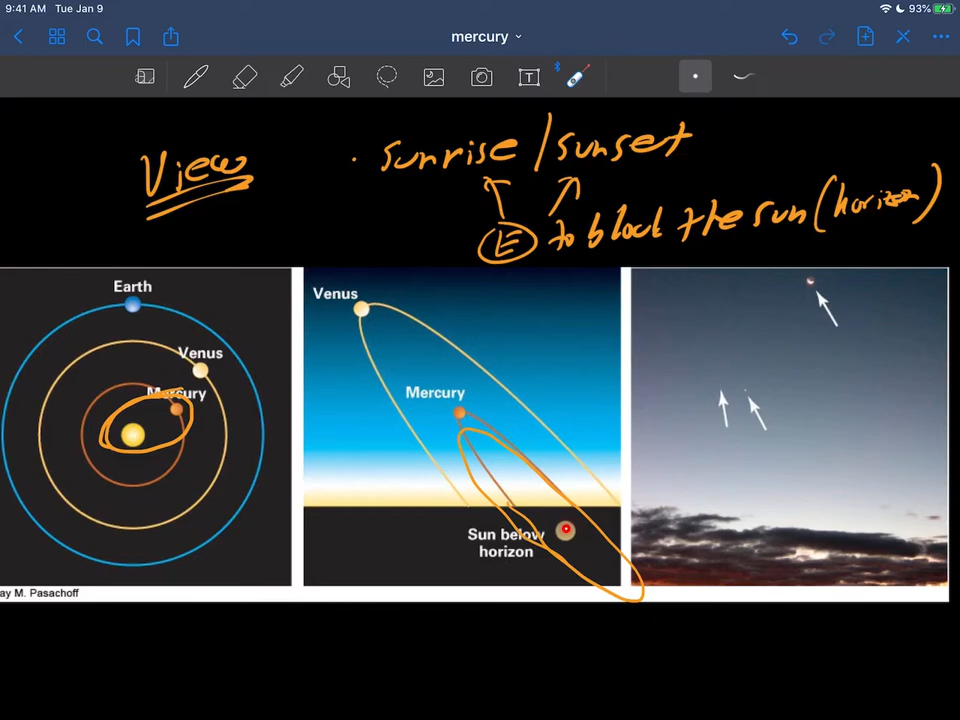 9:41 AM Tue Jan 9
93%
mercury
T
View
· sunrise / sunset
E to block the sun (horizon)
Earth
Venus
Mercury
Venus
Mercury
Sun below
horizon
ay M. Pasachoff